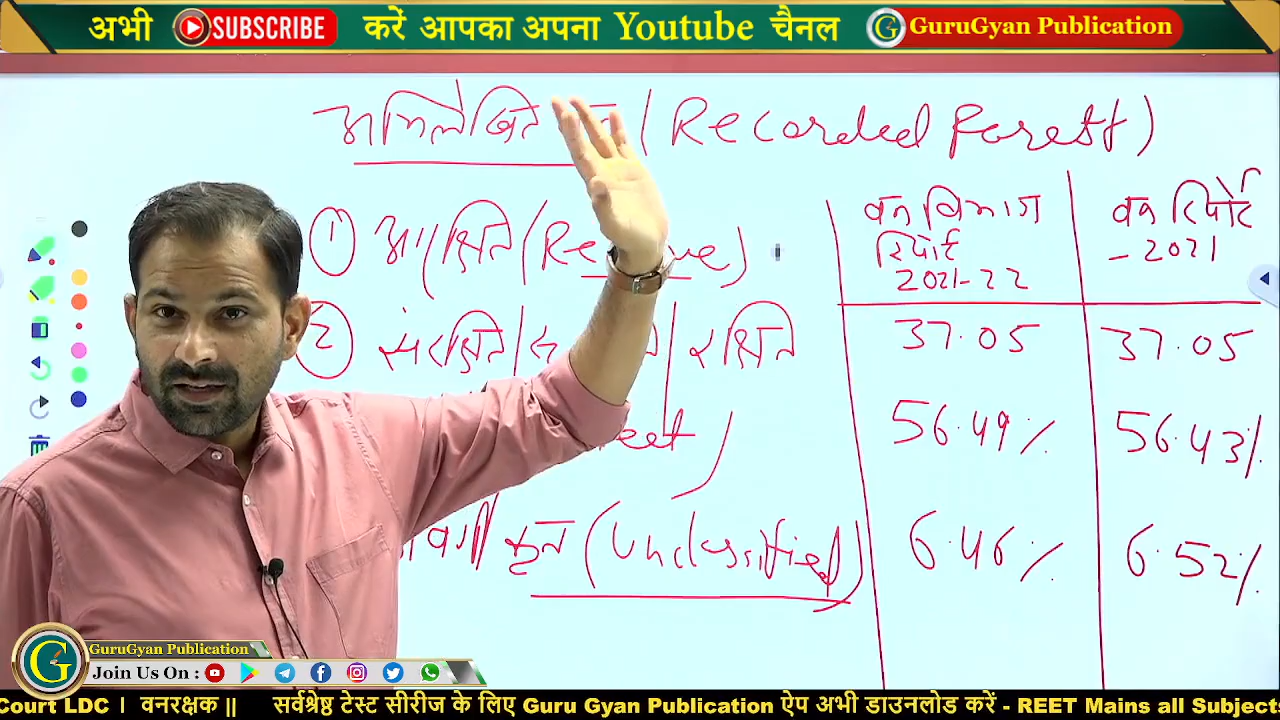 अभी SUBSCRIBE करें आपका अपना Youtube चैनल GuruGyan Publication
अभिलेखित (Recorded Forest)
वन विभाग रिपोर्ट 2021-22
वन रिपोर्ट -2021
① आरक्षित (Re ve)
37.05 37.05
② संरक्षित / रक्षित
56.49% 56.43%
वर्गीकृत (Unclassified)
6.46% 6.52%
GuruGyan Publication
Join Us On :
Court LDC । वनरक्षक || सर्वश्रेष्ठ टेस्ट सीरीज के लिए Guru Gyan Publication ऐप अभी डाउनलोड करें - REET Mains all Subjects